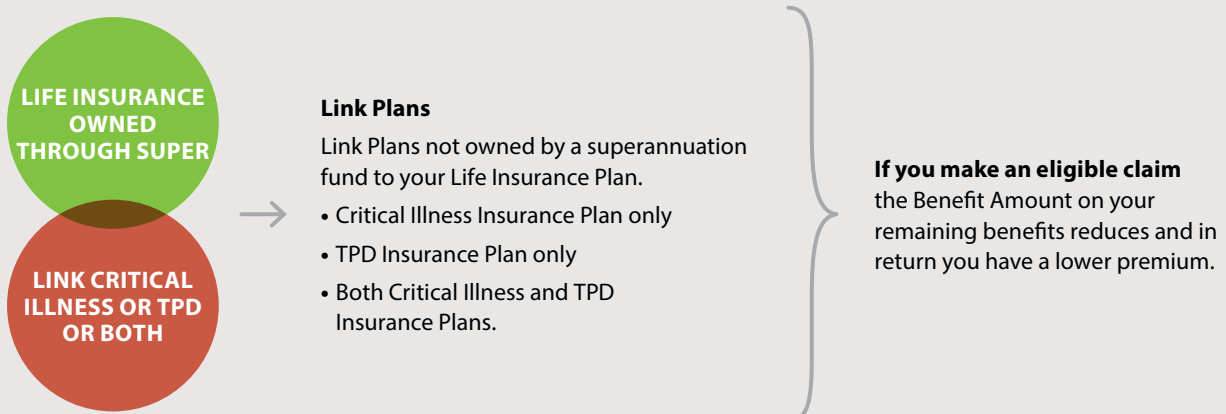 LIFE INSURANCE
OWNED
THROUGH SUPER
LINK CRITICAL
ILLNESS OR TPD
OR BOTH
Link Plans
Link Plans not owned by a superannuation
fund to your Life Insurance Plan.
• Critical Illness Insurance Plan only
• TPD Insurance Plan only
• Both Critical Illness and TPD
Insurance Plans.
If you make an eligible claim
the Benefit Amount on your
remaining benefits reduces and in
return you have a lower premium.